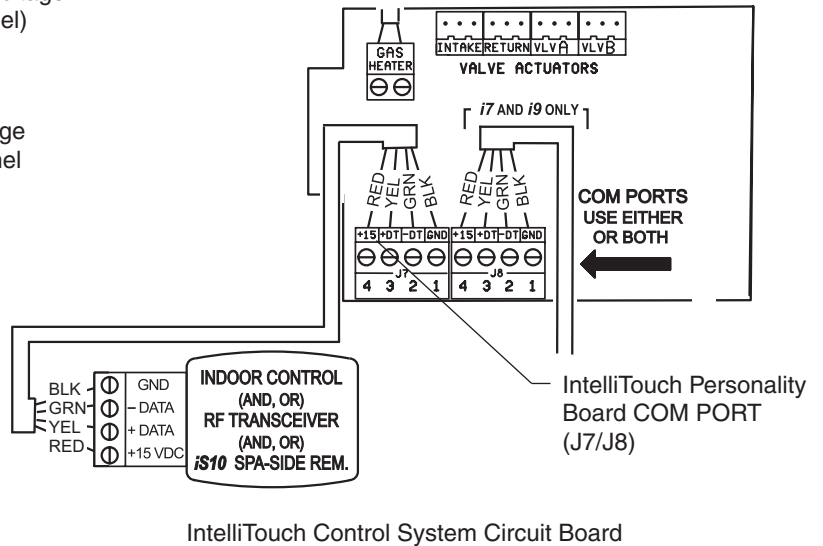 el)
ge
nel
GAS
HEATER
INTAKE RETURN VLV A VLV B
VALVE ACTUATORS
i7 AND i9 ONLY
RED YEL GRN BLK
RED YEL GRN BLK
COM PORTS
USE EITHER
OR BOTH
+15 +DT -DT GND
+15 +DT -DT GND
J7
J8
4 3 2 1
4 3 2 1
BLK GND
GRN – DATA
YEL + DATA
RED +15 VDC
INDOOR CONTROL
(AND, OR)
RF TRANSCEIVER
(AND, OR)
iS10 SPA-SIDE REM.
IntelliTouch Personality
Board COM PORT
(J7/J8)
IntelliTouch Control System Circuit Board